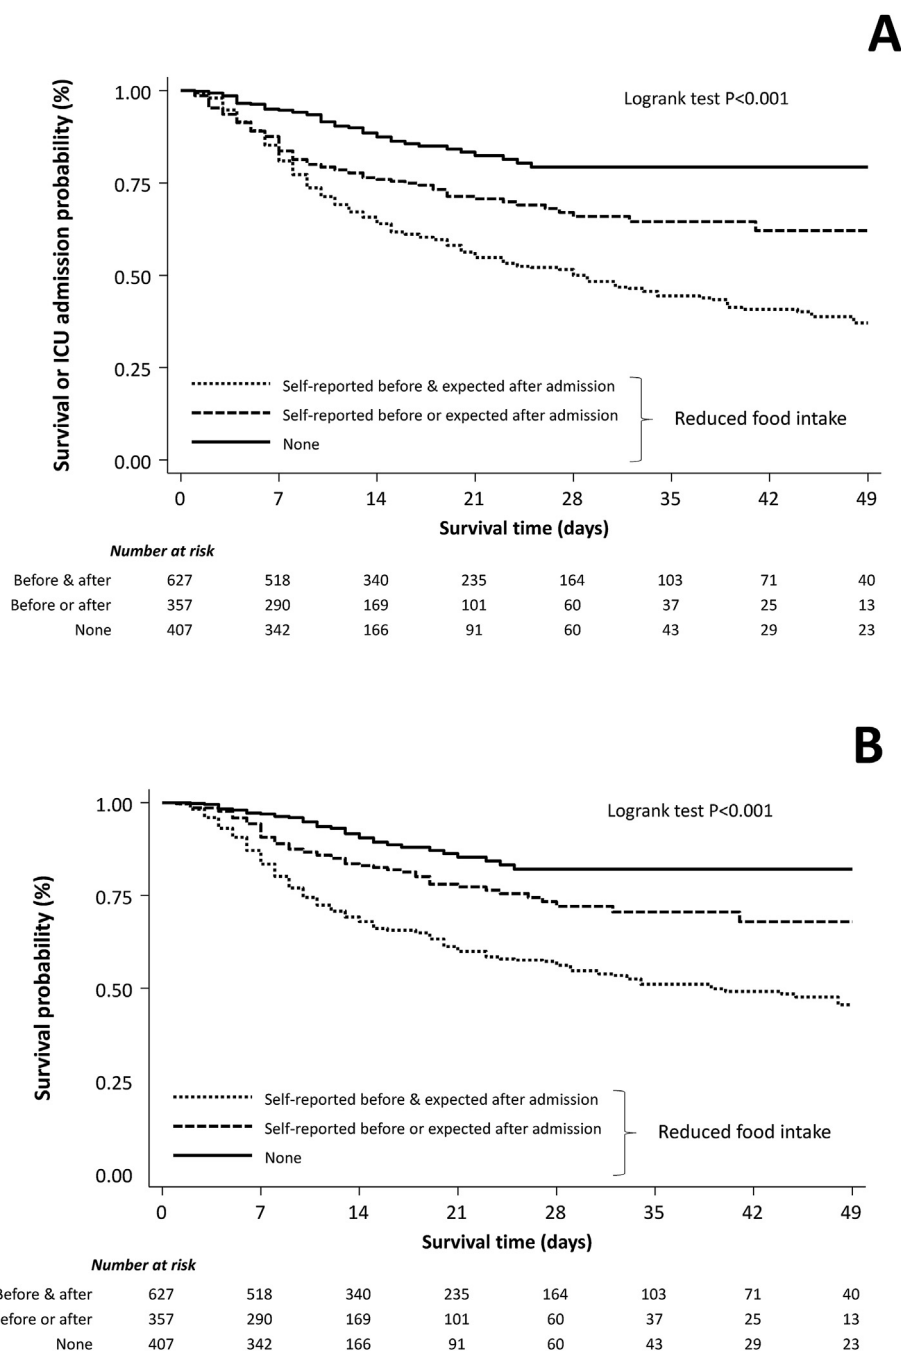 A
Survival or ICU admission probability (%)
Logrank test P<0.001
1.00
0.75
0.50
0.25
0.00
Self-reported before & expected after admission
Self-reported before or expected after admission
None
Reduced food intake
0 7 14 21 28 35 42 49
Survival time (days)
Number at risk
Before & after 627 518 340 235 164 103 71 40
Before or after 357 290 169 101 60 37 25 13
None 407 342 166 91 60 43 29 23
B
Survival probability (%)
Logrank test P<0.001
1.00
0.75
0.50
0.25
0.00
Self-reported before & expected after admission
Self-reported before or expected after admission
None
Reduced food intake
0 7 14 21 28 35 42 49
Survival time (days)
Number at risk
Before & after 627 518 340 235 164 103 71 40
efore or after 357 290 169 101 60 37 25 13
None 407 342 166 91 60 43 29 23